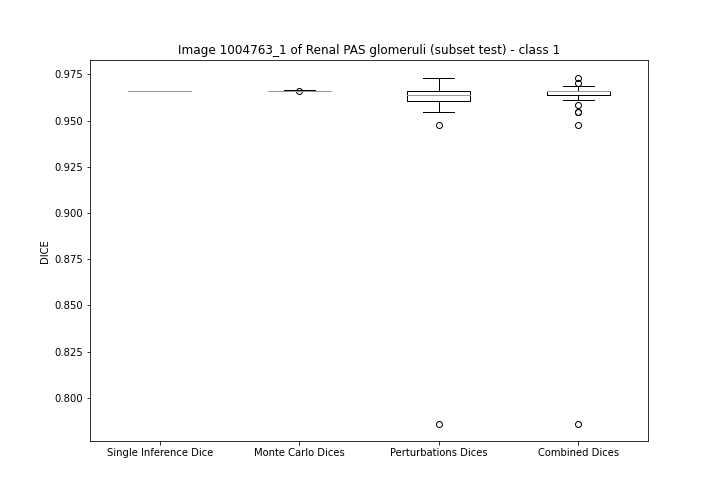 Image 1004763_1 of Renal PAS glomeruli (subset test) - class 1
0.975
0.950
0.925
0.900
0.875
0.850
0.825
0.800
DICE
Single Inference Dice
Monte Carlo Dices
Perturbations Dices
Combined Dices